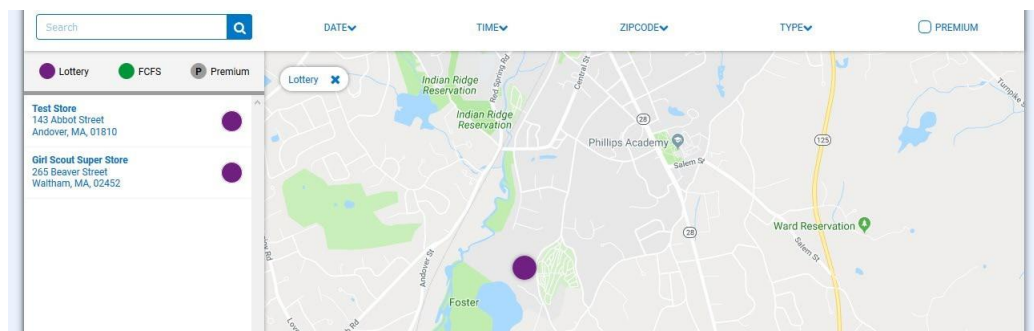 Search
DATE
TIME
ZIPCODE
TYPE
PREMIUM
Lottery
FCFS
P Premium
Test Store
143 Abbot Street
Andover, MA, 01810
Girl Scout Super Store
265 Beaver Street
Waltham, MA, 02452
Lottery
Indian Ridge
Reservation
Red Spring Rd
Central St
Indian Ridge
Reservation
28
Phillips Academy
Salem St
125
Turnpike St
28
Ward Reservation
Salem St
Andover St
Foster
Rd
Rd